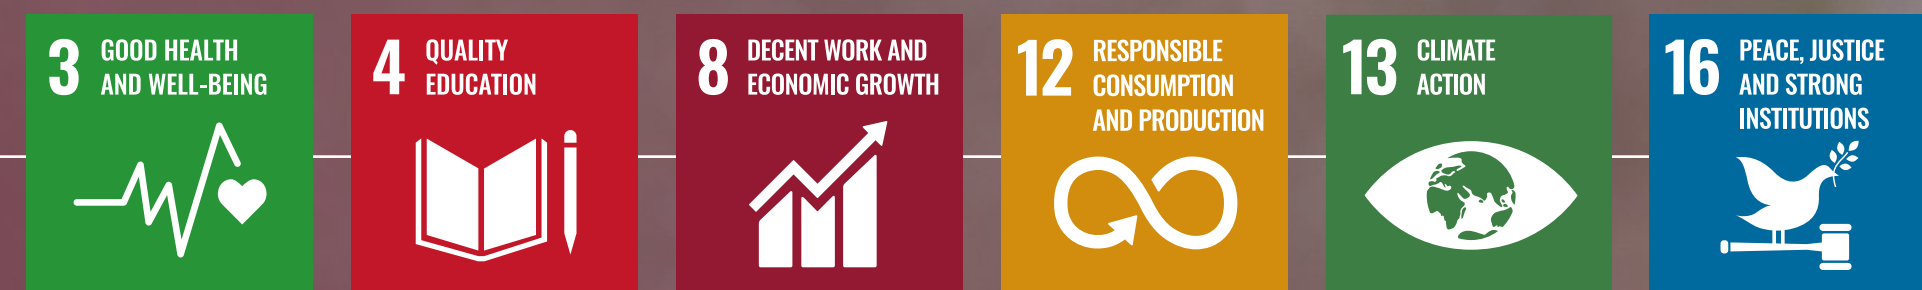 3 GOOD HEALTH
AND WELL-BEING
4 QUALITY
EDUCATION
8 DECENT WORK AND
ECONOMIC GROWTH
12 RESPONSIBLE
CONSUMPTION
AND PRODUCTION
13 CLIMATE
ACTION
16 PEACE, JUSTICE
AND STRONG
INSTITUTIONS